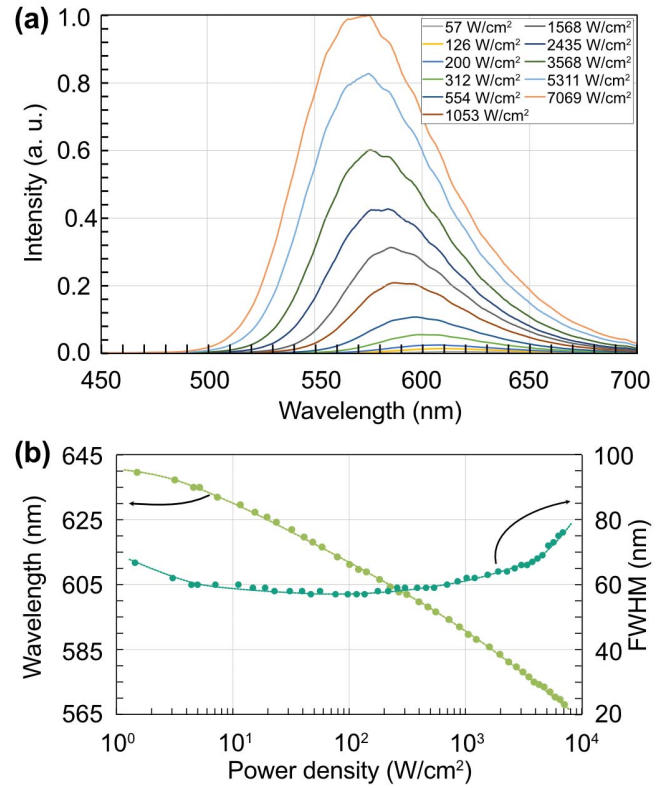 (a)
1.0
0.8
0.6
0.4
0.2
0.0
Intensity (a. u.)
57 W/cm² 1568 W/cm²
126 W/cm² 2435 W/cm²
200 W/cm² 3568 W/cm²
312 W/cm² 5311 W/cm²
554 W/cm² 7069 W/cm²
1053 W/cm²
450 500 550 600 650 700
Wavelength (nm)
(b)
645
625
605
585
565
Wavelength (nm)
100
80
60
40
20
FWHM (nm)
10⁰ 10¹ 10² 10³ 10⁴
Power density (W/cm²)